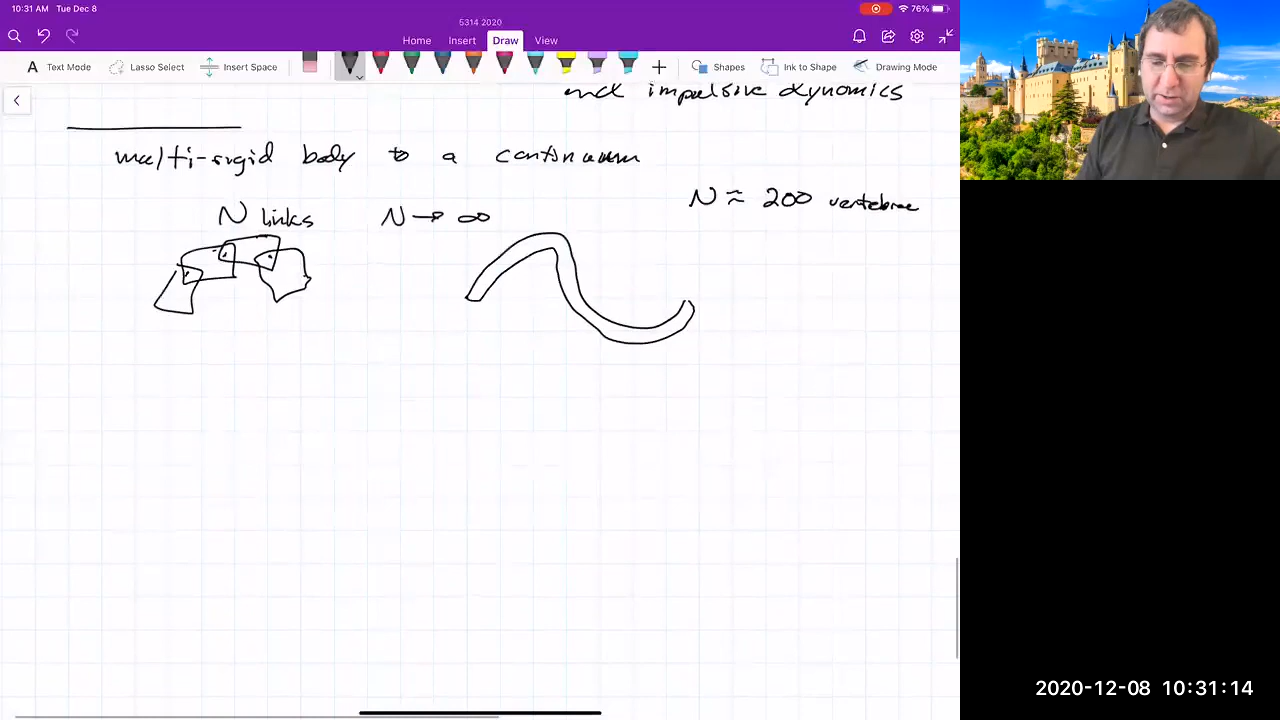 10:31 AM Tue Dec 8
76%
5314 2020
Home Insert Draw View
A Text Mode Lasso Select Insert Space Shapes Ink to Shape Drawing Mode
and impulsive dynamics
multi-rigid body to a continuum
N ≈ 200 vertebrae
N links N → ∞
2020-12-08 10:31:14